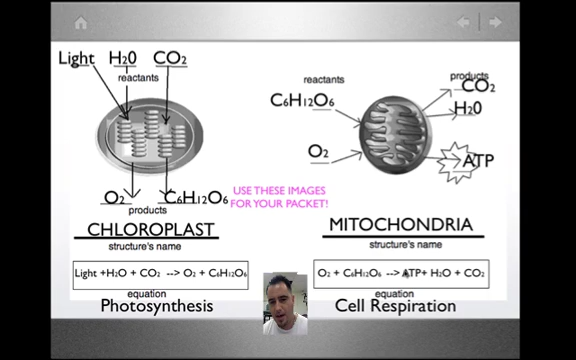 Light H20 CO2
reactants
O2 C6H12O6
products
CHLOROPLAST
structure's name
Light +H2O + CO2 --> O2 + C6H12O6
equation
Photosynthesis
USE THESE IMAGES
FOR YOUR PACKET!
reactants
products
C6H12O6
CO2
H20
O2
ATP
MITOCHONDRIA
structure's name
O2 + C6H12O6 --> ATP+ H2O + CO2
equation
Cell Respiration